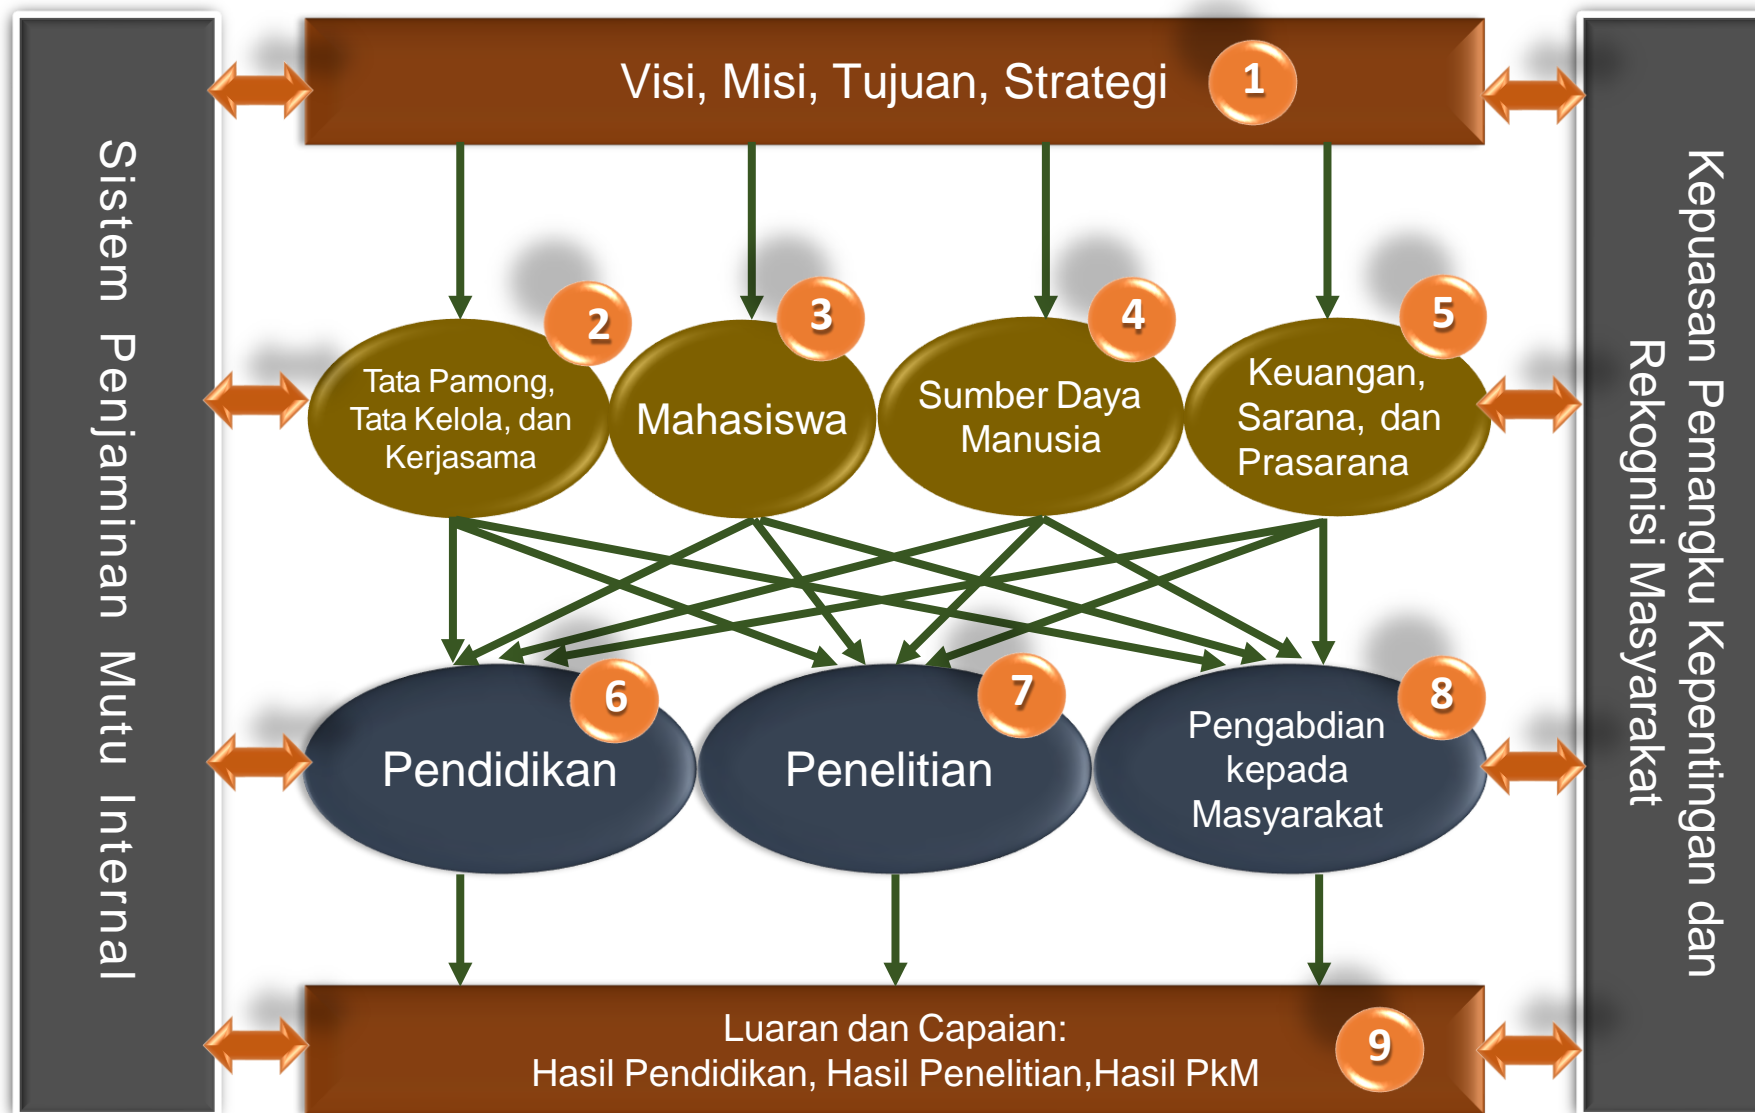 Sistem Penjaminan Mutu Internal
Visi, Misi, Tujuan, Strategi
1
2
Tata Pamong,
Tata Kelola, dan
Kerjasama
3
Mahasiswa
4
Sumber Daya
Manusia
5
Keuangan,
Sarana, dan
Prasarana
6
Pendidikan
7
Penelitian
8
Pengabdian
kepada
Masyarakat
Luaran dan Capaian:
Hasil Pendidikan, Hasil Penelitian,Hasil PkM
9
Kepuasan Pemangku Kepentingan dan
Rekognisi Masyarakat